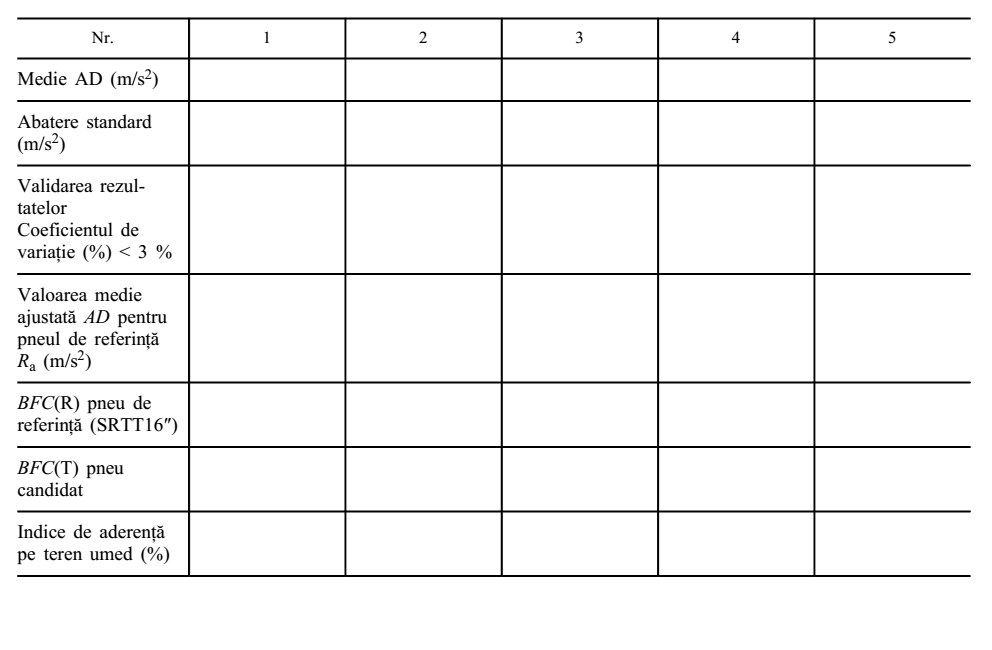 Nr. 1 2 3 4 5
Medie AD (m/s²)
Abatere standard
(m/s²)
Validarea rezul-
tatelor
Coeficientul de
variație (%) < 3 %
Valoarea medie
ajustată AD pentru
pneul de referință
Ra (m/s²)
BFC(R) pneu de
referință (SRTT16″)
BFC(T) pneu
candidat
Indice de aderență
pe teren umed (%)